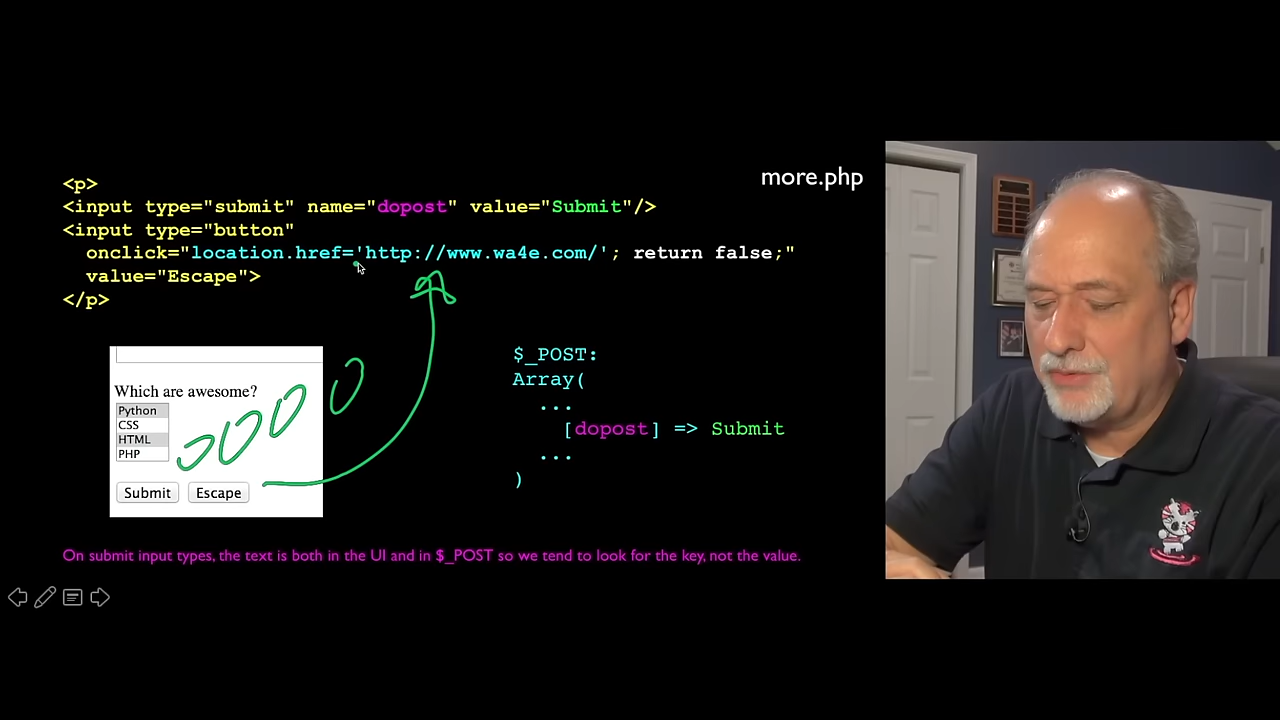 more.php
<p>
<input type="submit" name="dopost" value="Submit"/>
<input type="button"
onclick="location.href='http://www.wa4e.com/'; return false;"
value="Escape">
</p>
Which are awesome?
Python
CSS
HTML
PHP
Submit Escape
$_POST:
Array(
...
[dopost] => Submit
...
)
On submit input types, the text is both in the UI and in $_POST so we tend to look for the key, not the value.